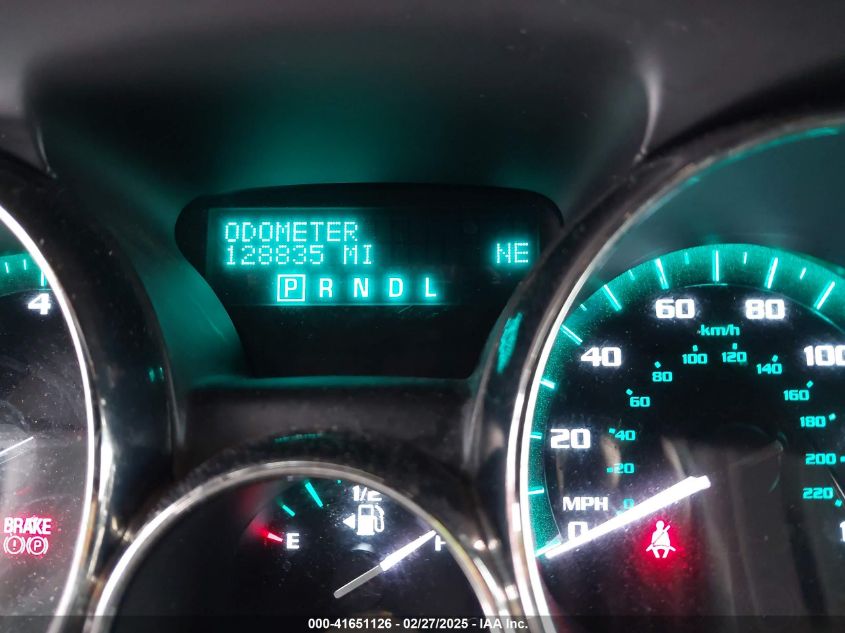 ODOMETER
128835 MI NE
P R N D L
4
BRAKE
P
1/2
E
60 80
km/h
40 100
100 120
80 140
60 160
20 40 180
20 200
220
MPH 0
0
000-41651126 - 02/27/2025 - IAA Inc.